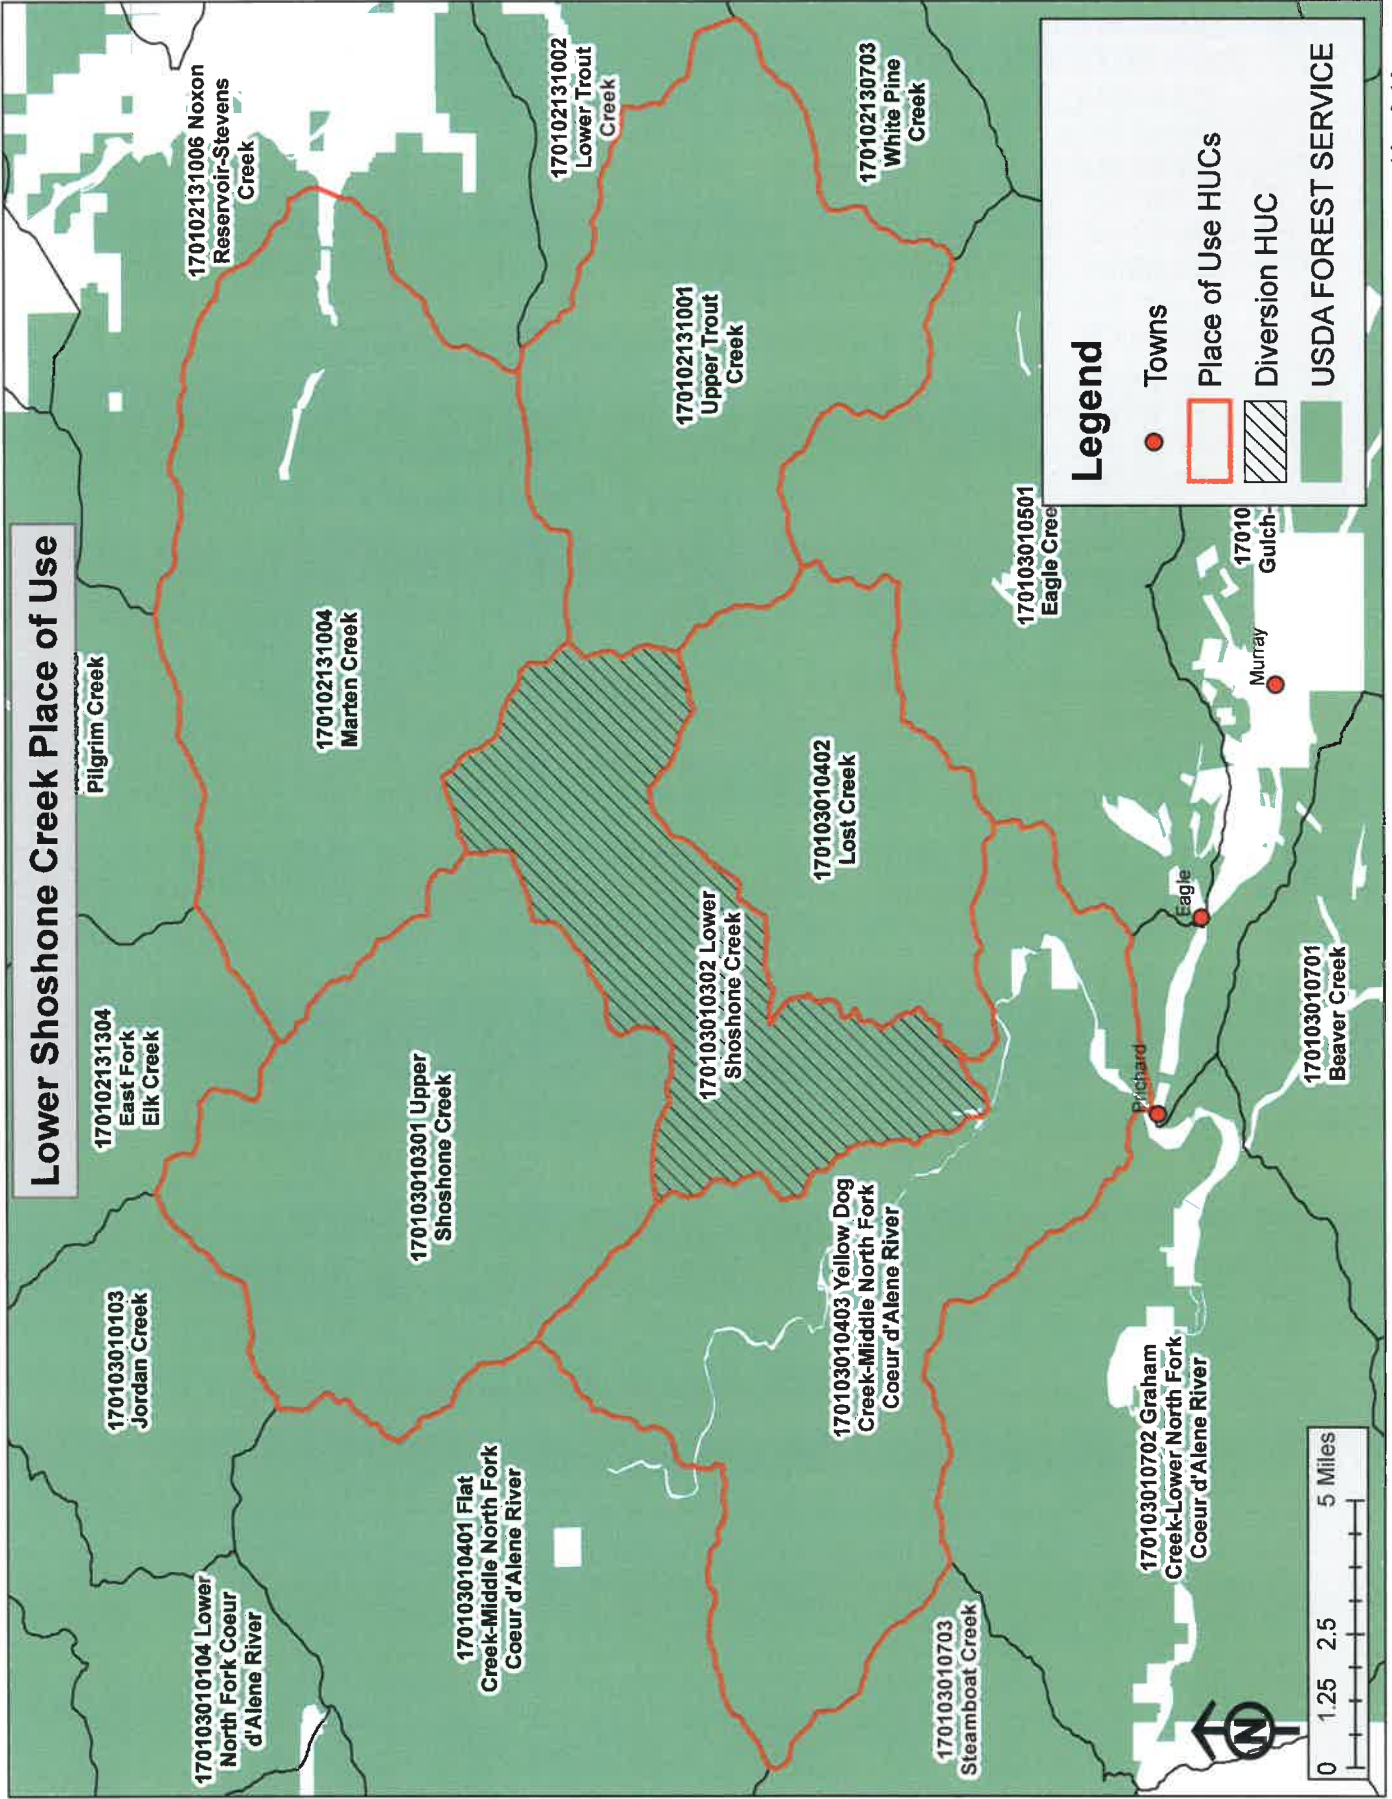 Lower Shoshone Creek Place of Use
Pilgrim Creek
170102131006 Noxon
Reservoir-Stevens
Creek
170102131304
East Fork
Elk Creek
170103010103
Jordan Creek
170103010104 Lower
North Fork Coeur
d'Alene River
170102131004
Marten Creek
170102131002
Lower Trout
Creek
170103010301 Upper
Shoshone Creek
170103010401 Flat
Creek-Middle North Fork
Coeur d'Alene River
170102131001
Upper Trout
Creek
170102130703
White Pine
Creek
170103010302 Lower
Shoshone Creek
170103010402
Lost Creek
170103010403 Yellow Dog
Creek-Middle North Fork
Coeur d'Alene River
170103010703
Steamboat Creek
170103010501
Eagle Cree
17010
Gulch-
Murray
Eagle
Prichard
170103010702 Graham
Creek-Lower North Fork
Coeur d'Alene River
170103010701
Beaver Creek
Legend
Towns
Place of Use HUCs
Diversion HUC
USDA FOREST SERVICE
N
0 1.25 2.5 5 Miles